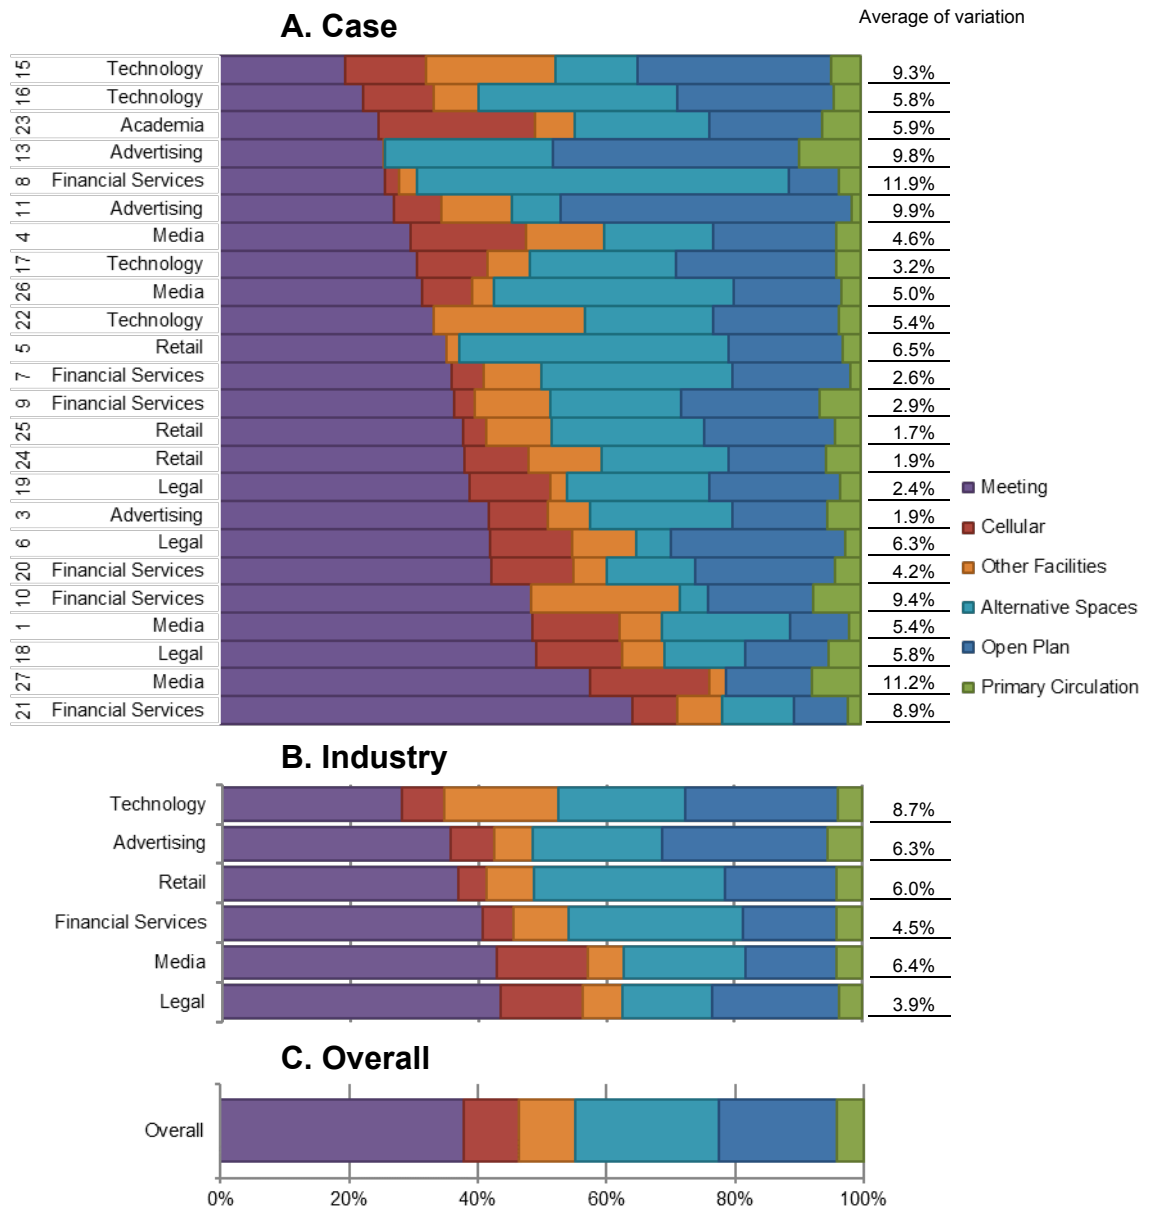 A. Case
Average of variation
15 Technology 9.3%
16 Technology 5.8%
23 Academia 5.9%
13 Advertising 9.8%
8 Financial Services 11.9%
11 Advertising 9.9%
4 Media 4.6%
17 Technology 3.2%
26 Media 5.0%
22 Technology 5.4%
5 Retail 6.5%
7 Financial Services 2.6%
9 Financial Services 2.9%
25 Retail 1.7%
24 Retail 1.9%
19 Legal 2.4%
3 Advertising 1.9%
6 Legal 6.3%
20 Financial Services 4.2%
10 Financial Services 9.4%
1 Media 5.4%
18 Legal 5.8%
27 Media 11.2%
21 Financial Services 8.9%
Meeting
Cellular
Other Facilities
Alternative Spaces
Open Plan
Primary Circulation
B. Industry
Technology 8.7%
Advertising 6.3%
Retail 6.0%
Financial Services 4.5%
Media 6.4%
Legal 3.9%
C. Overall
Overall
0% 20% 40% 60% 80% 100%